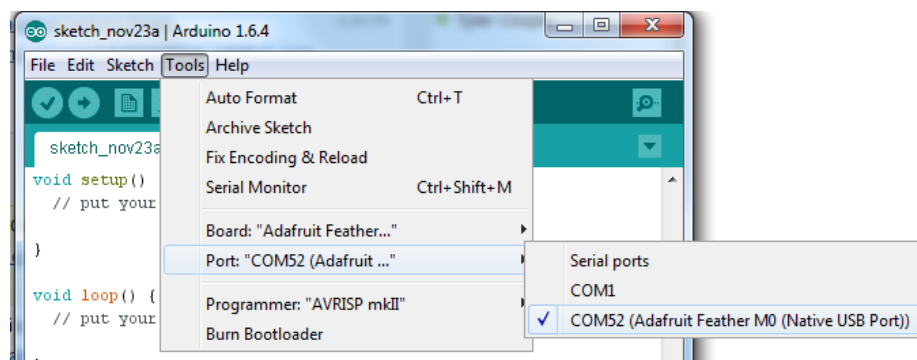 sketch_nov23a | Arduino 1.6.4
File Edit Sketch Tools Help
sketch_nov23a
Auto Format Ctrl+T
Archive Sketch
Fix Encoding & Reload
Serial Monitor Ctrl+Shift+M
Board: "Adafruit Feather..."
Port: "COM52 (Adafruit ..."
Programmer: "AVRISP mkII"
Burn Bootloader
Serial ports
COM1
COM52 (Adafruit Feather M0 (Native USB Port))
void setup()
// put your
}
void loop() {
// put your